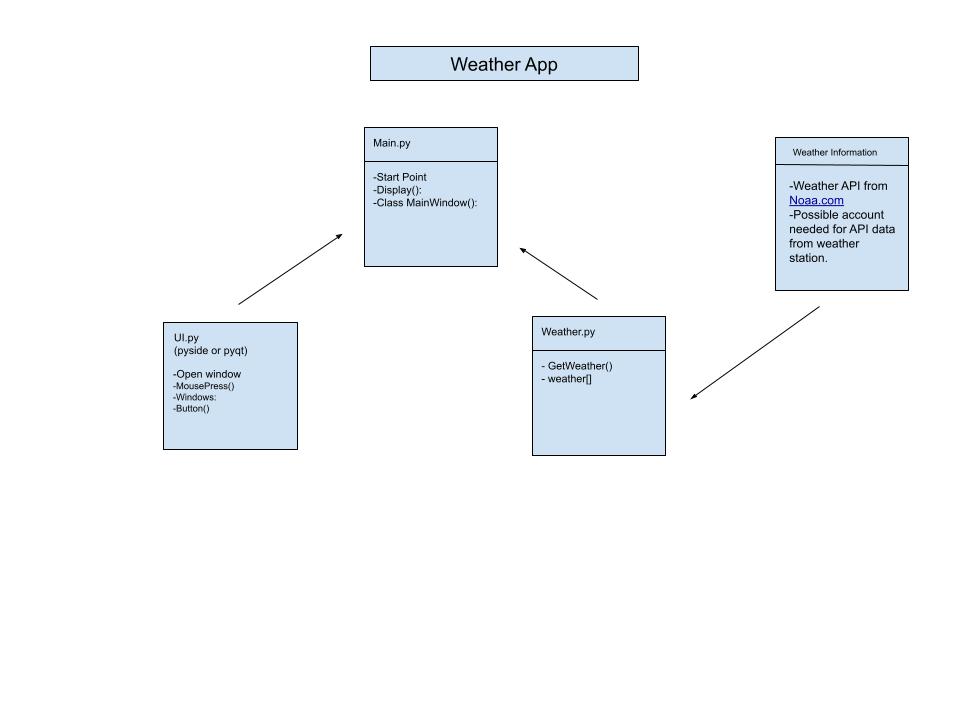 Weather App
Main.py
-Start Point
-Display():
-Class MainWindow():
Weather Information
-Weather API from
Noaa.com
-Possible account
needed for API data
from weather
station.
UI.py
(pyside or pyqt)
-Open window
-MousePress()
-Windows:
-Button()
Weather.py
- GetWeather()
- weather[]